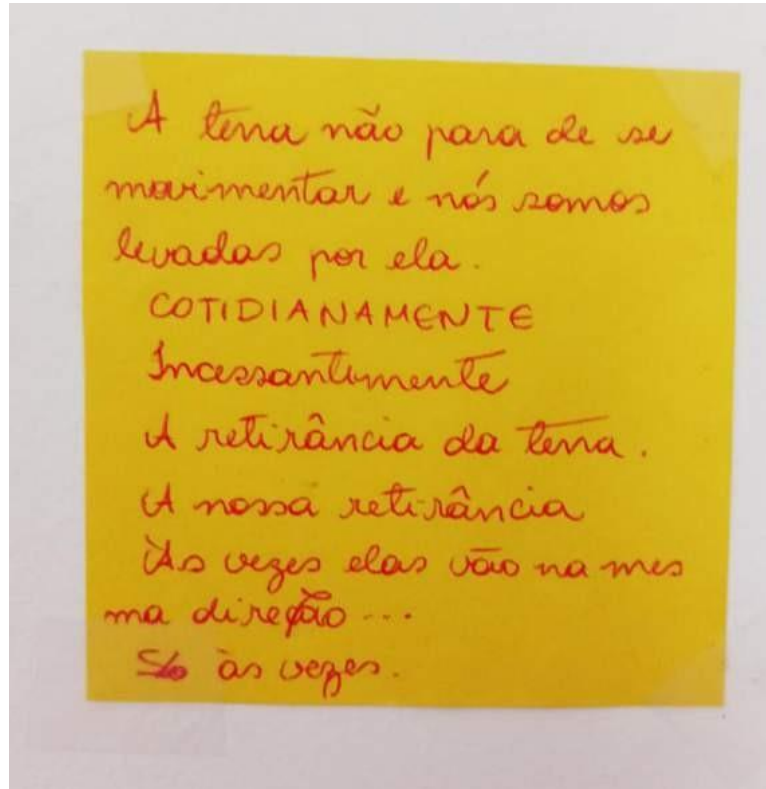 A terra não para de se
movimentar e nós somos
levadas por ela.
COTIDIANAMENTE
Incessantemente
A retirância da terra.
A nossa retirância
Às vezes elas vão na mes
ma direção...
Só às vezes.